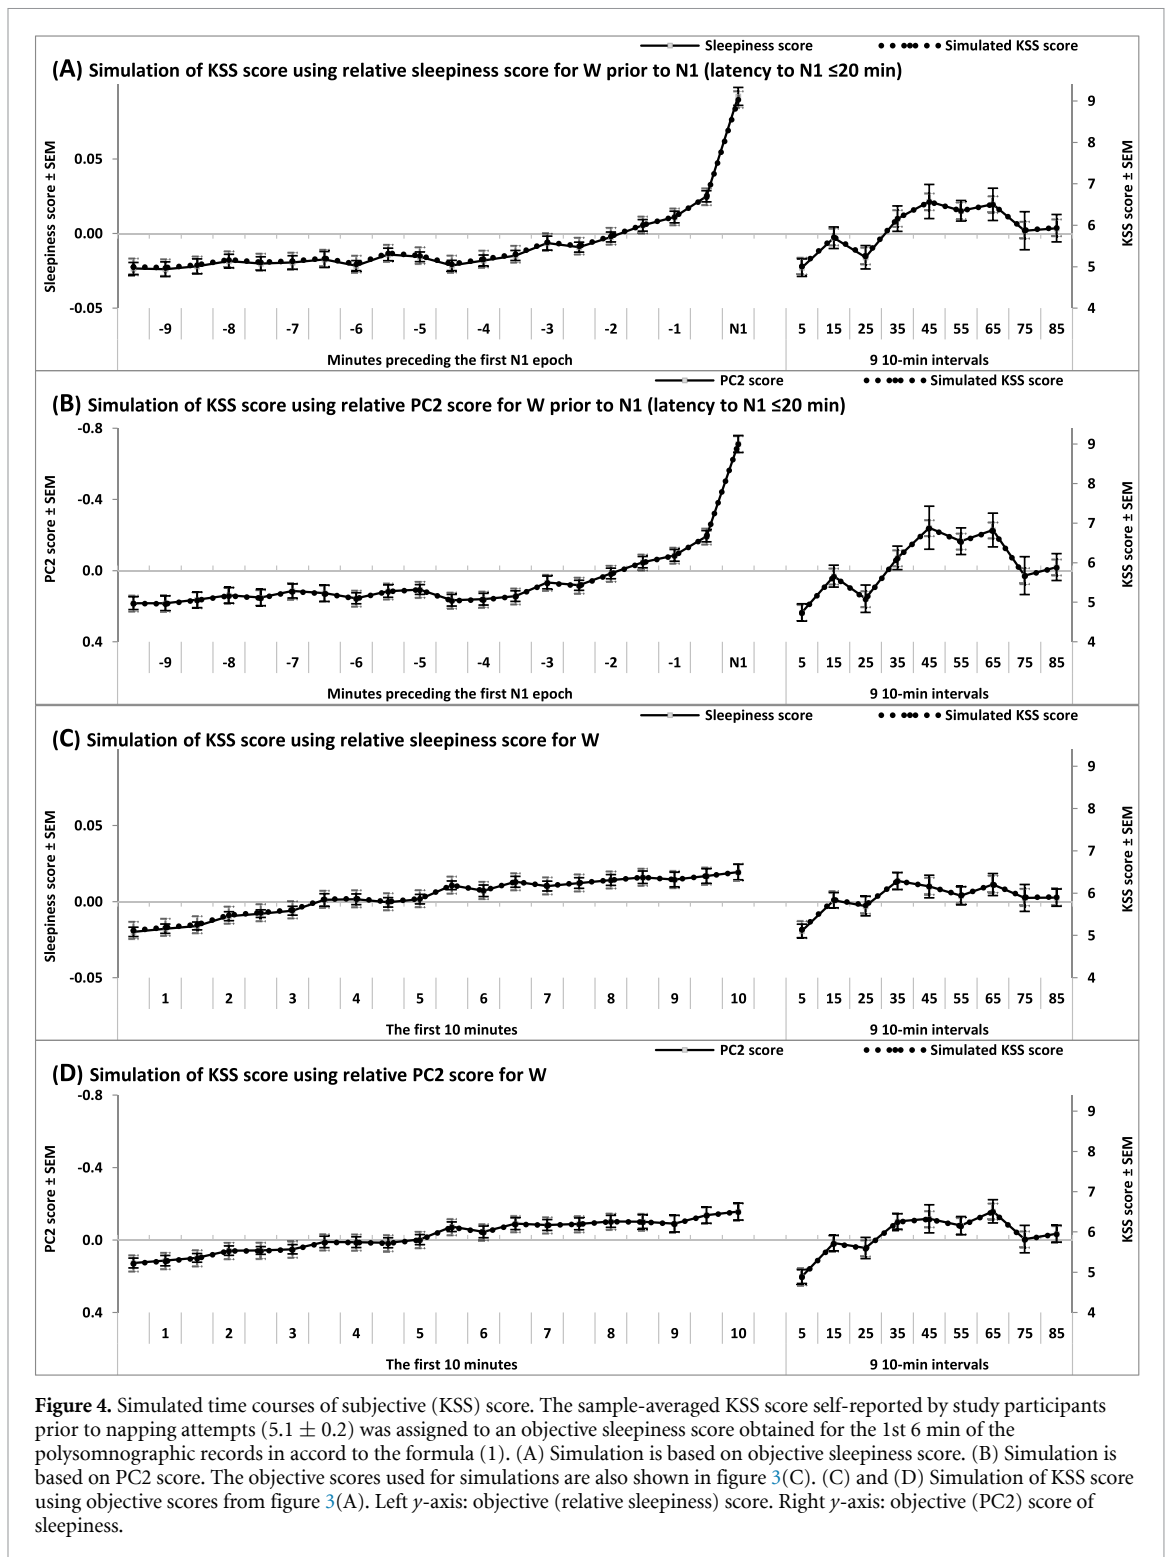 Sleepiness score Simulated KSS score
(A) Simulation of KSS score using relative sleepiness score for W prior to N1 (latency to N1 ≤20 min)
Sleepiness score ± SEM
0.05
0.00
-0.05
9
8
7
6
5
4
KSS score ± SEM
-9 -8 -7 -6 -5 -4 -3 -2 -1 N1 5 15 25 35 45 55 65 75 85
Minutes preceding the first N1 epoch 9 10-min intervals
PC2 score Simulated KSS score
(B) Simulation of KSS score using relative PC2 score for W prior to N1 (latency to N1 ≤20 min)
PC2 score ± SEM
-0.8
-0.4
0.0
0.4
9
8
7
6
5
4
KSS score ± SEM
-9 -8 -7 -6 -5 -4 -3 -2 -1 N1 5 15 25 35 45 55 65 75 85
Minutes preceding the first N1 epoch 9 10-min intervals
Sleepiness score Simulated KSS score
(C) Simulation of KSS score using relative sleepiness score for W
Sleepiness score ± SEM
0.05
0.00
-0.05
9
8
7
6
5
4
KSS score ± SEM
1 2 3 4 5 6 7 8 9 10 5 15 25 35 45 55 65 75 85
The first 10 minutes 9 10-min intervals
PC2 score Simulated KSS score
(D) Simulation of KSS score using relative PC2 score for W
PC2 score ± SEM
-0.8
-0.4
0.0
0.4
9
8
7
6
5
4
KSS score ± SEM
1 2 3 4 5 6 7 8 9 10 5 15 25 35 45 55 65 75 85
The first 10 minutes 9 10-min intervals
Figure 4. Simulated time courses of subjective (KSS) score. The sample-averaged KSS score self-reported by study participants
prior to napping attempts (5.1 ± 0.2) was assigned to an objective sleepiness score obtained for the 1st 6 min of the
polysomnographic records in accord to the formula (1). (A) Simulation is based on objective sleepiness score. (B) Simulation is
based on PC2 score. The objective scores used for simulations are also shown in figure 3(C). (C) and (D) Simulation of KSS score
using objective scores from figure 3(A). Left y-axis: objective (relative sleepiness) score. Right y-axis: objective (PC2) score of
sleepiness.